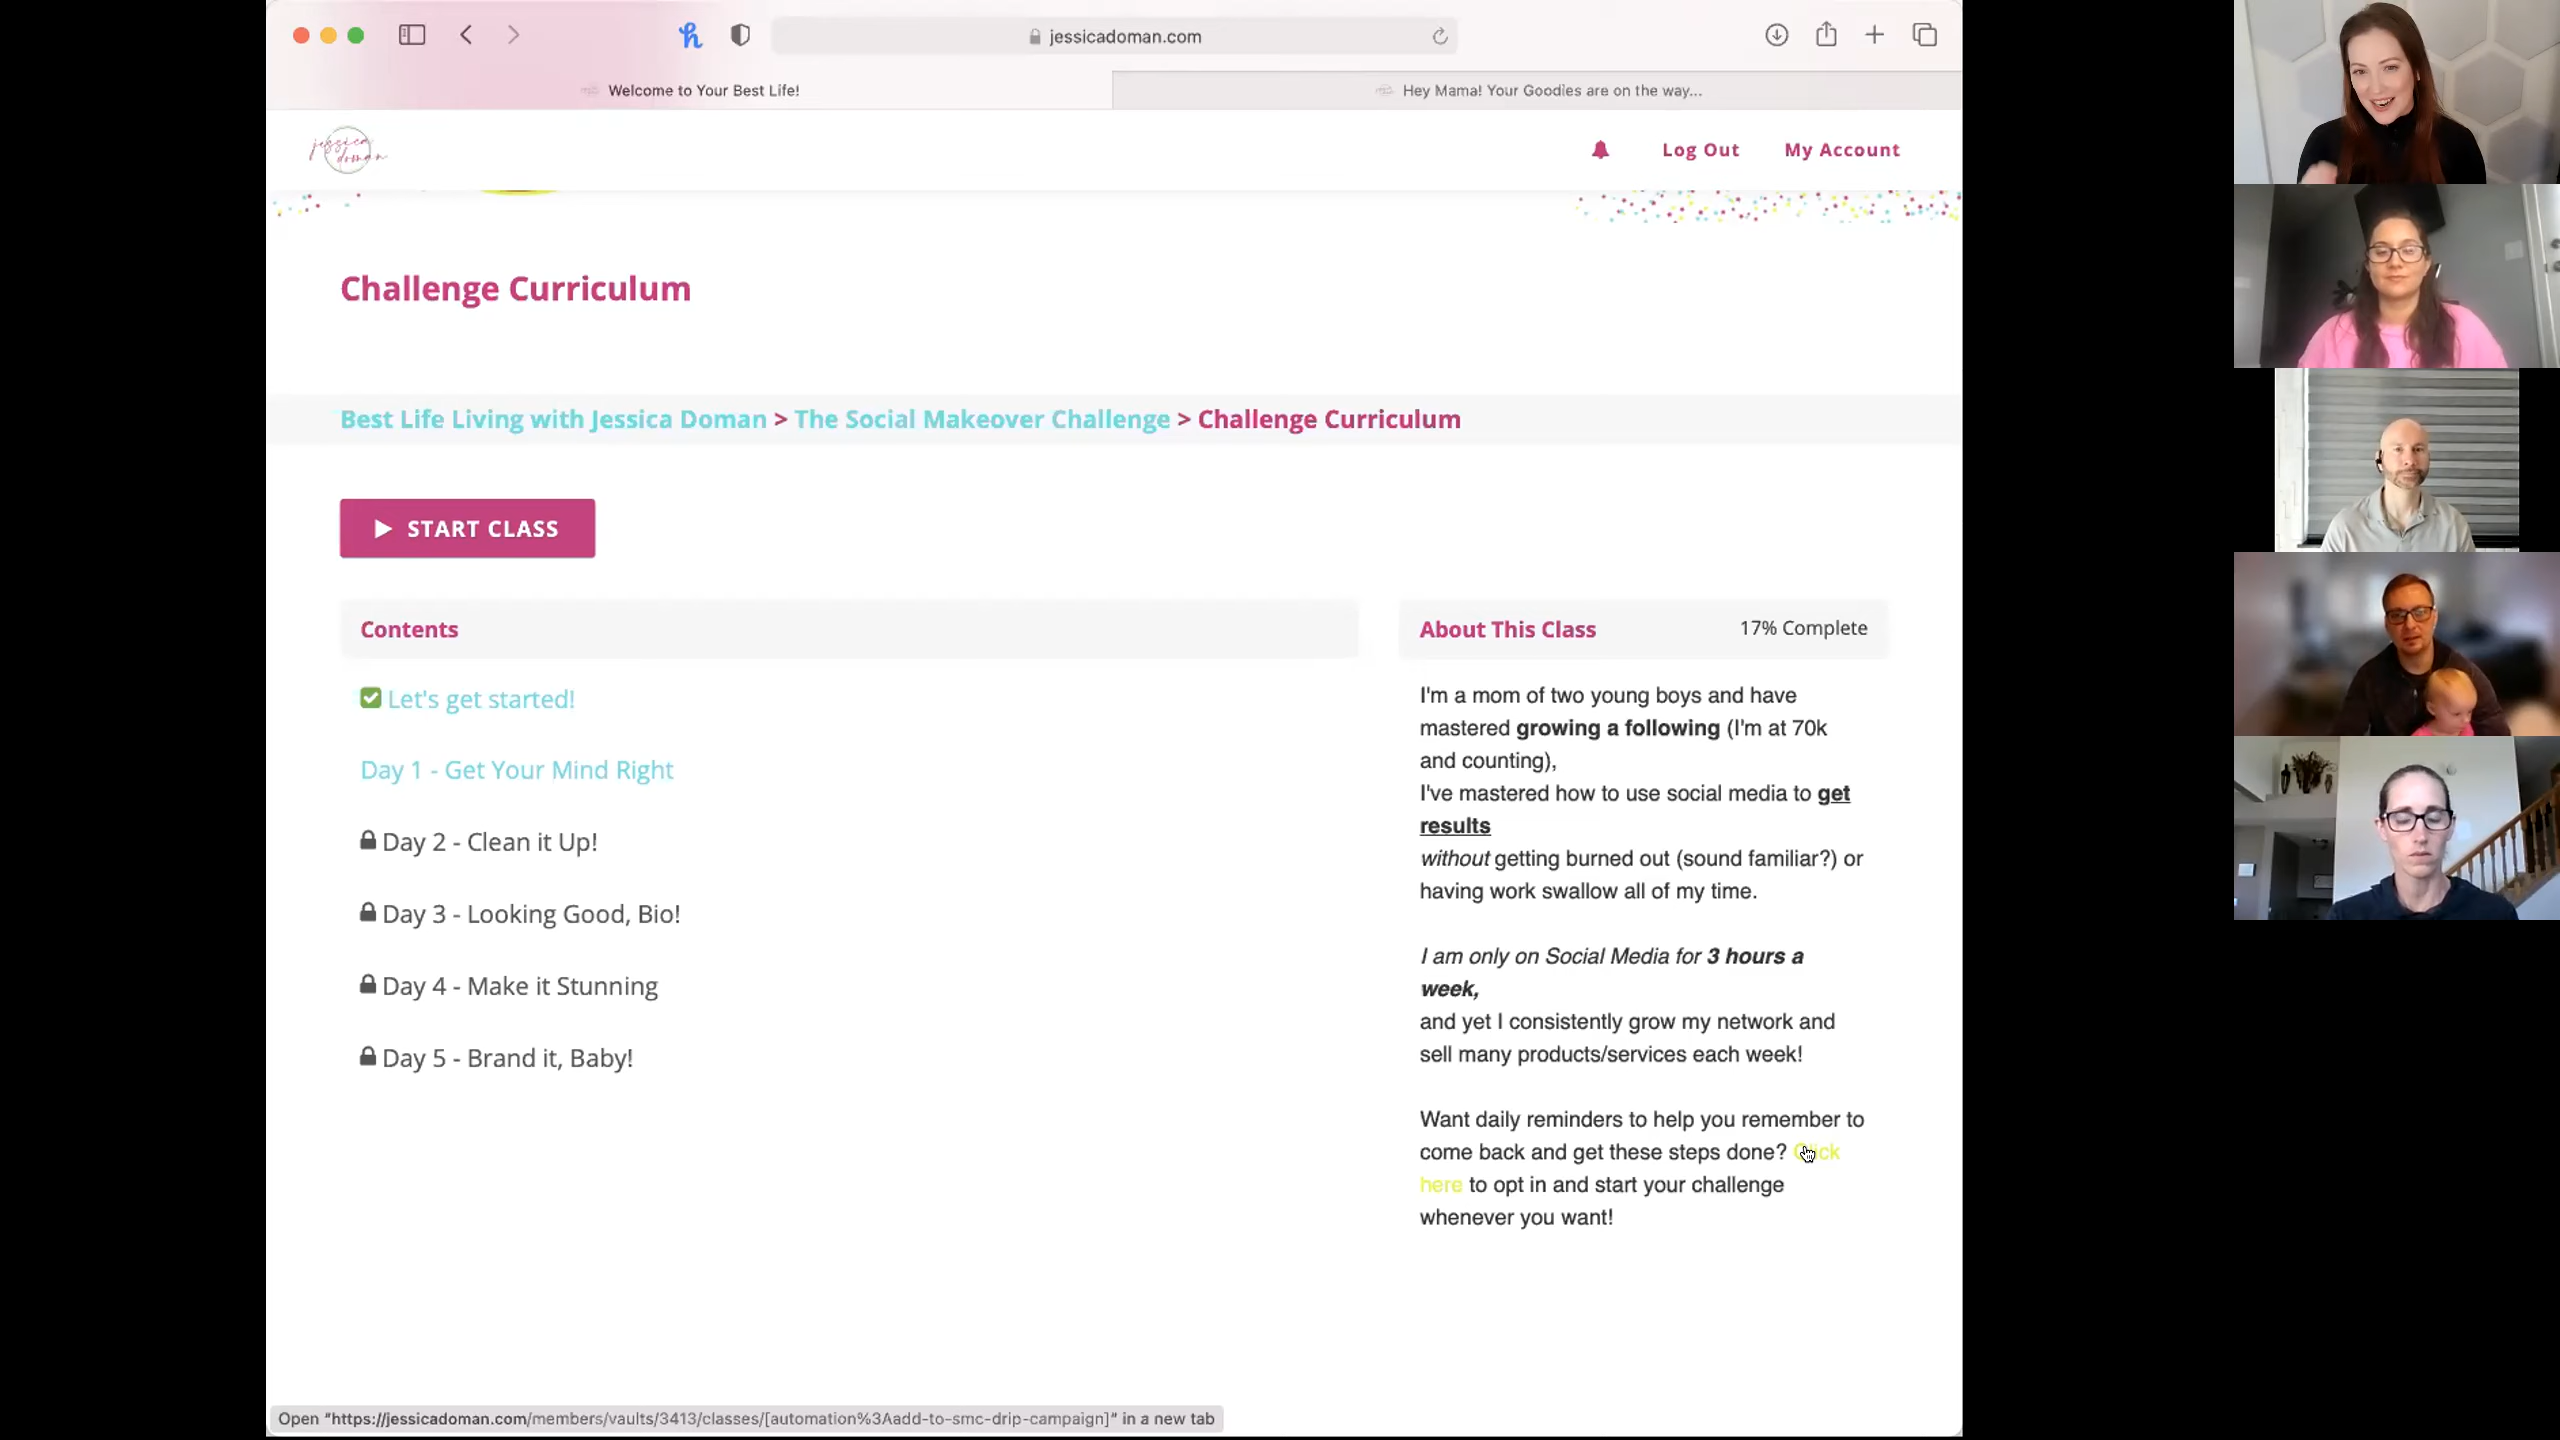 jessicadoman.com
Welcome to Your Best Life!
Hey Mama! Your Goodies are on the way...
jessica
doman
Log Out
My Account
Challenge Curriculum
Best Life Living with Jessica Doman > The Social Makeover Challenge > Challenge Curriculum
START CLASS
Contents
Let's get started!
Day 1 - Get Your Mind Right
Day 2 - Clean it Up!
Day 3 - Looking Good, Bio!
Day 4 - Make it Stunning
Day 5 - Brand it, Baby!
About This Class
17% Complete
I'm a mom of two young boys and have
mastered growing a following (I'm at 70k
and counting),
I've mastered how to use social media to get
results
without getting burned out (sound familiar?) or
having work swallow all of my time.
I am only on Social Media for 3 hours a
week,
and yet I consistently grow my network and
sell many products/services each week!
Want daily reminders to help you remember to
come back and get these steps done? Click
here to opt in and start your challenge
whenever you want!
Open "https://jessicadoman.com/members/vaults/3413/classes/[automation%3Aadd-to-smc-drip-campaign]" in a new tab